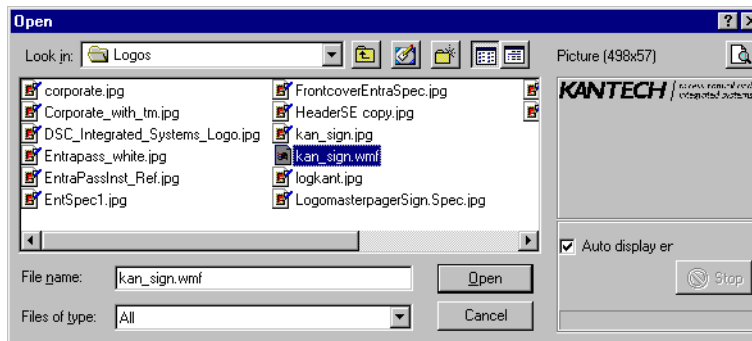 Open
Look in: Logos
Picture (498x57)
corporate.jpg
Corporate_with_tm.jpg
DSC_Integrated_Systems_Logo.jpg
Entrapass_white.jpg
EntraPassInst_Ref.jpg
EntSpec1.jpg
FrontcoverEntraSpec.jpg
HeaderSE copy.jpg
kan_sign.jpg
kan_sign.wmf
logkant.jpg
LogomasterpagerSign.Spec.jpg
KANTECH
integrated systems
Auto display er
Stop
File name: kan_sign.wmf
Open
Files of type: All
Cancel